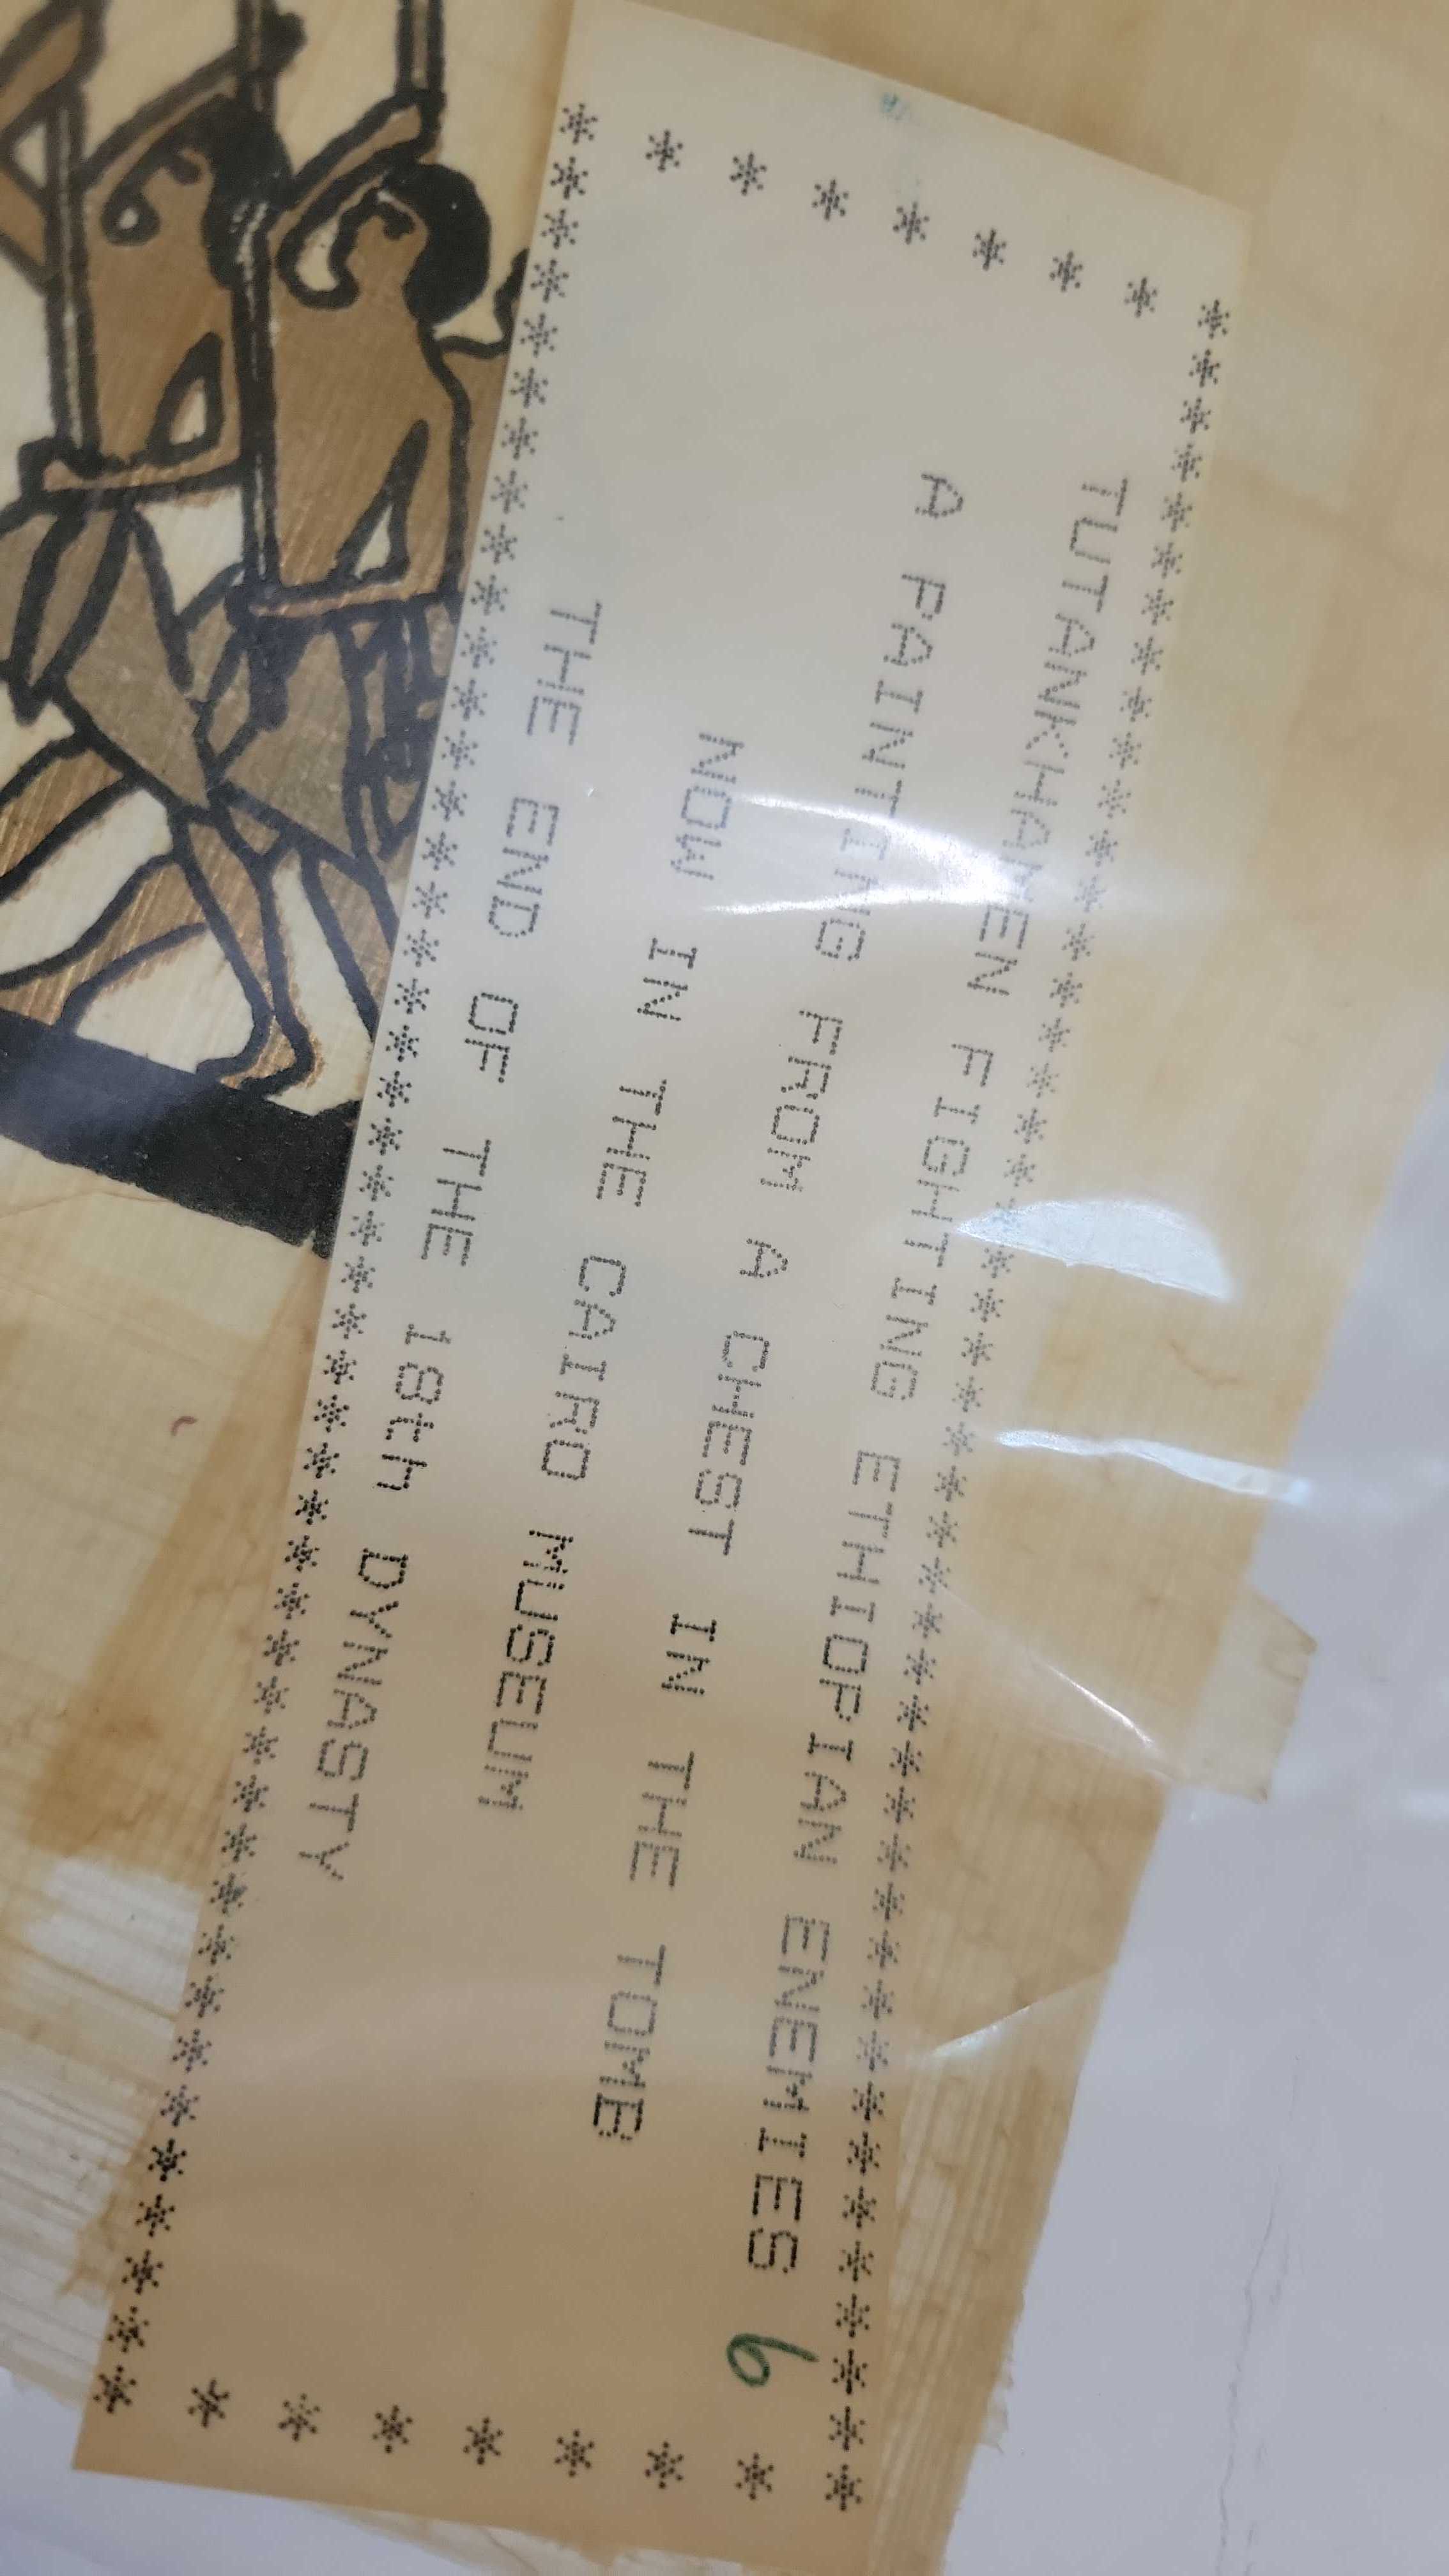 *****************************************************
TUTANKHAMEN FIGHTING ETHIOPIAN ENEMIES 6
A PAINTING FROM A CHEST IN THE TOMB
NOW IN THE CAIRO MUSEUM
THE END OF THE 18th DYNASTY
*****************************************************